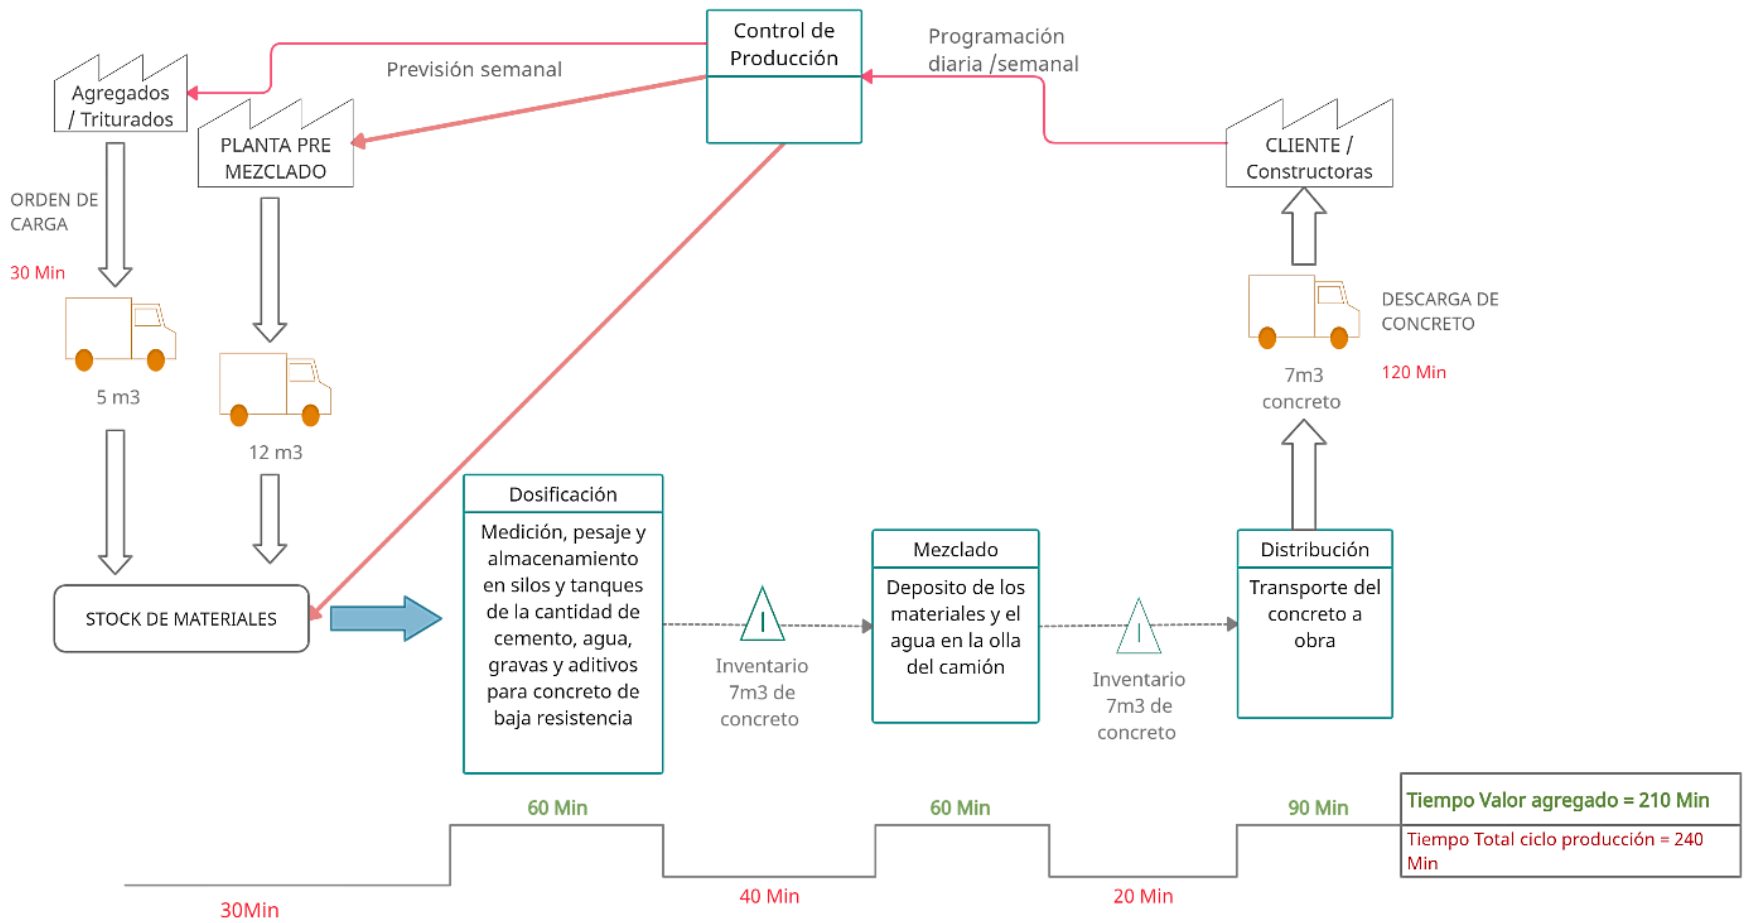 Control de
Producción
Programación
diaria /semanal
Previsión semanal
Agregados
/ Triturados
PLANTA PRE
MEZCLADO
CLIENTE /
Constructoras
ORDEN DE
CARGA
30 Min
5 m3
12 m3
DESCARGA DE
CONCRETO
120 Min
7m3
concreto
STOCK DE MATERIALES
Dosificación
Medición, pesaje y
almacenamiento
en silos y tanques
de la cantidad de
cemento, agua,
gravas y aditivos
para concreto de
baja resistencia
I
Inventario
7m3 de
concreto
Mezclado
Deposito de los
materiales y el
agua en la olla
del camión
I
Inventario
7m3 de
concreto
Distribución
Transporte del
concreto a
obra
60 Min
60 Min
90 Min
30Min
40 Min
20 Min
Tiempo Valor agregado = 210 Min
Tiempo Total ciclo producción = 240
Min